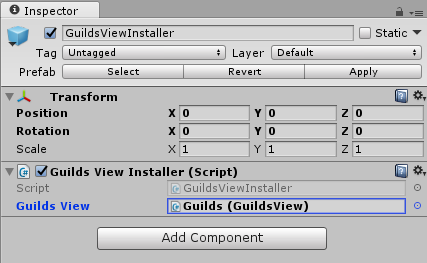 Inspector
GuildsViewInstaller Static
Tag Untagged Layer Default
Prefab Select Revert Apply
Transform
Position X 0 Y 0 Z 0
Rotation X 0 Y 0 Z 0
Scale X 1 Y 1 Z 1
Guilds View Installer (Script)
Script GuildsViewInstaller
Guilds View Guilds (GuildsView)
Add Component